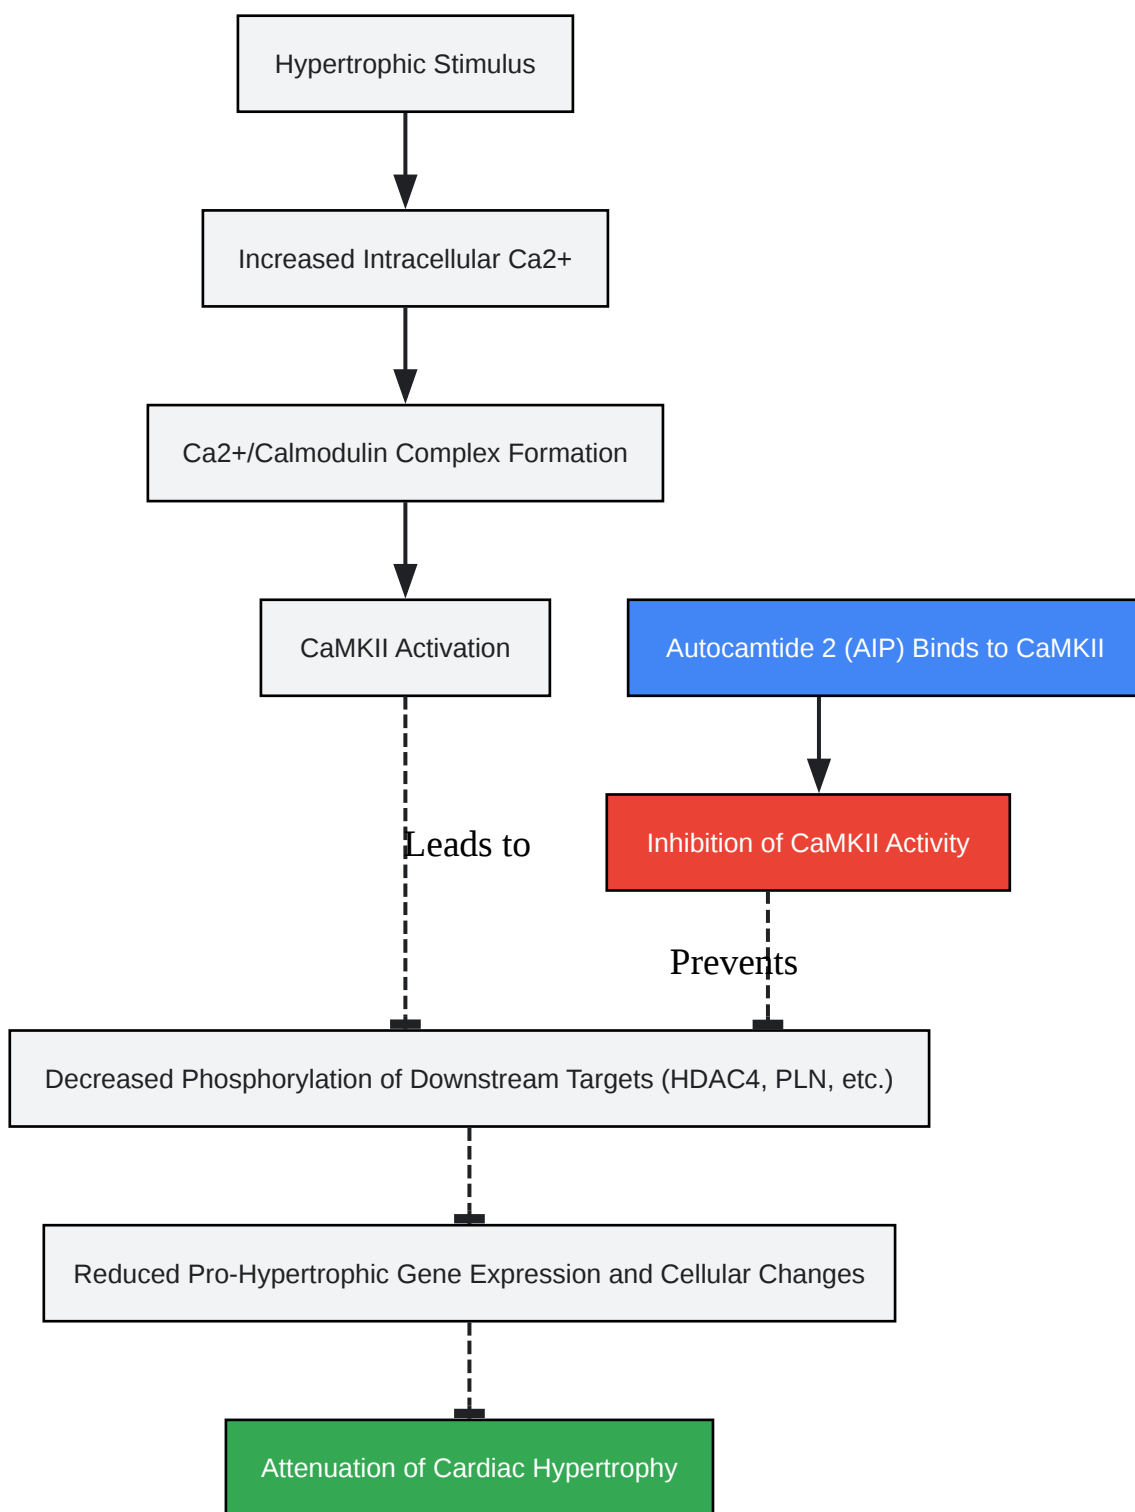 Hypertrophic Stimulus
Increased Intracellular Ca2+
Ca2+/Calmodulin Complex Formation
CaMKII Activation
Autocamtide 2 (AIP) Binds to CaMKII
Leads to
Inhibition of CaMKII Activity
Prevents
Decreased Phosphorylation of Downstream Targets (HDAC4, PLN, etc.)
Reduced Pro-Hypertrophic Gene Expression and Cellular Changes
Attenuation of Cardiac Hypertrophy